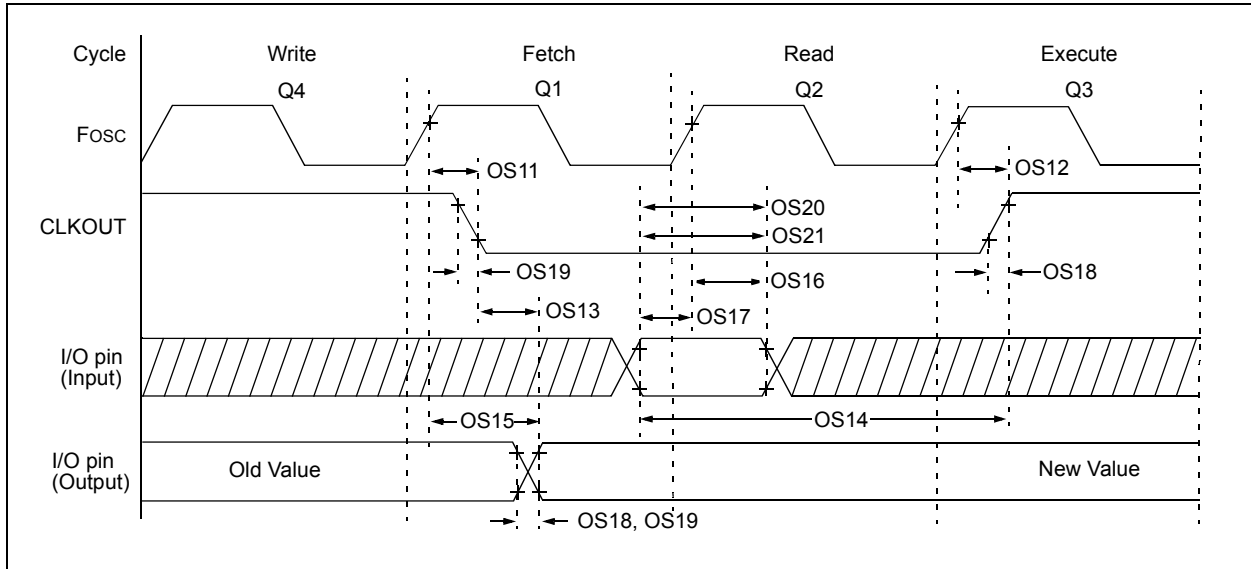 Cycle Write Fetch Read Execute
Q4 Q1 Q2 Q3
Fosc
OS11 OS12
OS20
CLKOUT OS21
OS19 OS16 OS18
OS13 OS17
I/O pin
(Input)
OS15 OS14
I/O pin
(Output) Old Value New Value
OS18, OS19